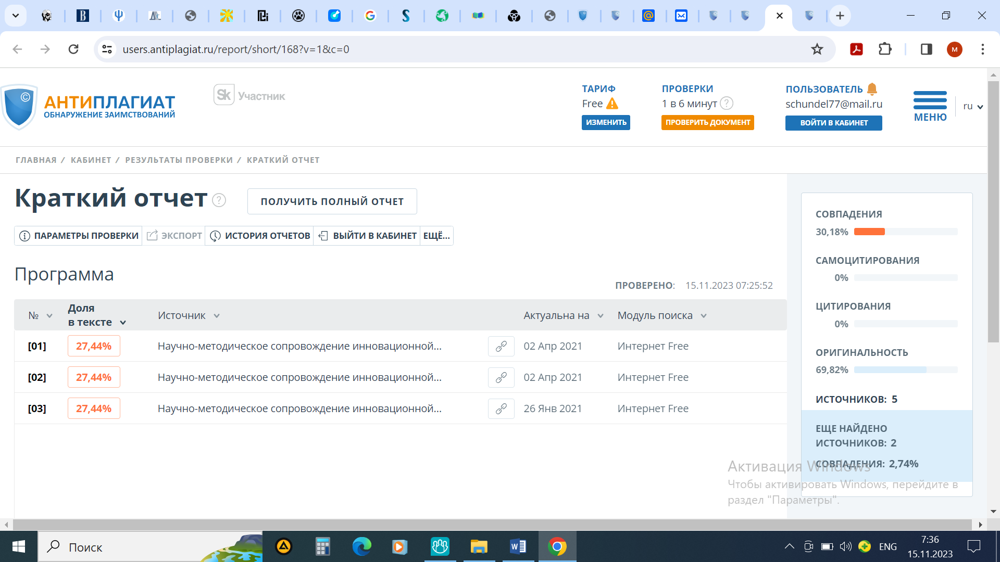 users.antiplagiat.ru/report/short/168?v=1&c=0
M
АНТИПЛАГИАТ
ОБНАРУЖЕНИЕ ЗАИМСТВОВАНИЙ
Sk Участник
ТАРИФ
Free
ИЗМЕНИТЬ
ПРОВЕРКИ
1 в 6 минут ?
ПРОВЕРИТЬ ДОКУМЕНТ
ПОЛЬЗОВАТЕЛЬ
schundel77@mail.ru
ВОЙТИ В КАБИНЕТ
МЕНЮ
ru
ГЛАВНАЯ / КАБИНЕТ / РЕЗУЛЬТАТЫ ПРОВЕРКИ / КРАТКИЙ ОТЧЕТ
Краткий отчет ?
ПОЛУЧИТЬ ПОЛНЫЙ ОТЧЕТ
ПАРАМЕТРЫ ПРОВЕРКИ ЭКСПОРТ ИСТОРИЯ ОТЧЕТОВ ВЫЙТИ В КАБИНЕТ ЕЩЁ...
Программа
ПРОВЕРЕНО: 15.11.2023 07:25:52
№ Доля в тексте Источник Актуальна на Модуль поиска
[01] 27,44% Научно-методическое сопровождение инновационной... 02 Апр 2021 Интернет Free
[02] 27,44% Научно-методическое сопровождение инновационной... 02 Апр 2021 Интернет Free
[03] 27,44% Научно-методическое сопровождение инновационной... 26 Янв 2021 Интернет Free
СОВПАДЕНИЯ
30,18%
САМОЦИТИРОВАНИЯ
0%
ЦИТИРОВАНИЯ
0%
ОРИГИНАЛЬНОСТЬ
69,82%
ИСТОЧНИКОВ: 5
ЕЩЕ НАЙДЕНО
ИСТОЧНИКОВ: 2
СОВПАДЕНИЯ: 2,74%
Активация Windows
Чтобы активировать Windows, перейдите в
раздел "Параметры".
Поиск
ENG
7:36
15.11.2023